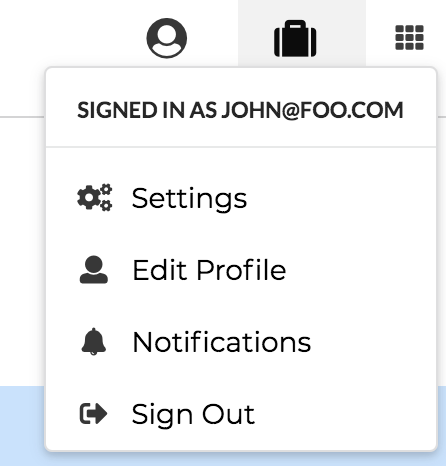 SIGNED IN AS JOHN@FOO.COM
Settings
Edit Profile
Notifications
Sign Out